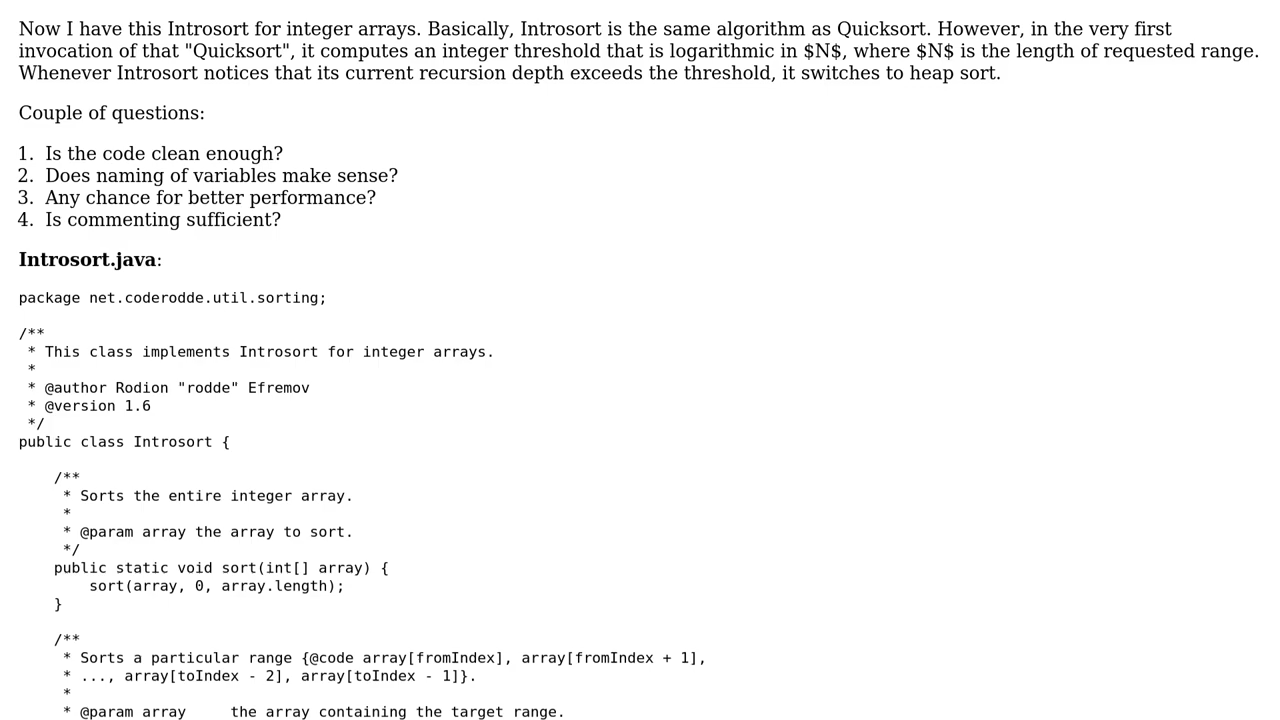 Now I have this Introsort for integer arrays. Basically, Introsort is the same algorithm as Quicksort. However, in the very first
invocation of that "Quicksort", it computes an integer threshold that is logarithmic in $N$, where $N$ is the length of requested range.
Whenever Introsort notices that its current recursion depth exceeds the threshold, it switches to heap sort.
Couple of questions:
1. Is the code clean enough?
2. Does naming of variables make sense?
3. Any chance for better performance?
4. Is commenting sufficient?
Introsort.java:
package net.coderodde.util.sorting;
/**
 * This class implements Introsort for integer arrays.
 *
 * @author Rodion "rodde" Efremov
 * @version 1.6
 */
public class Introsort {
    /**
     * Sorts the entire integer array.
     *
     * @param array the array to sort.
     */
    public static void sort(int[] array) {
        sort(array, 0, array.length);
    }
    /**
     * Sorts a particular range {@code array[fromIndex], array[fromIndex + 1],
     * ..., array[toIndex - 2], array[toIndex - 1]}.
     *
     * @param array     the array containing the target range.